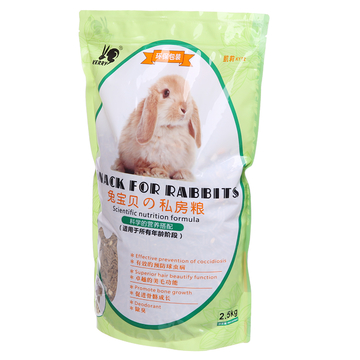 NACK FOR RABBITS
兔宝贝の私房粮
Scientific nutrition formula
科学的营养搭配
(适用于所有年龄阶段)
Effective prevention of coccidiosis
有效的预防球虫病
Superior hair beautify function
卓越的美毛功能
Promote bone growth
促进骨骼成长
Deodorant
除臭
2.5kg